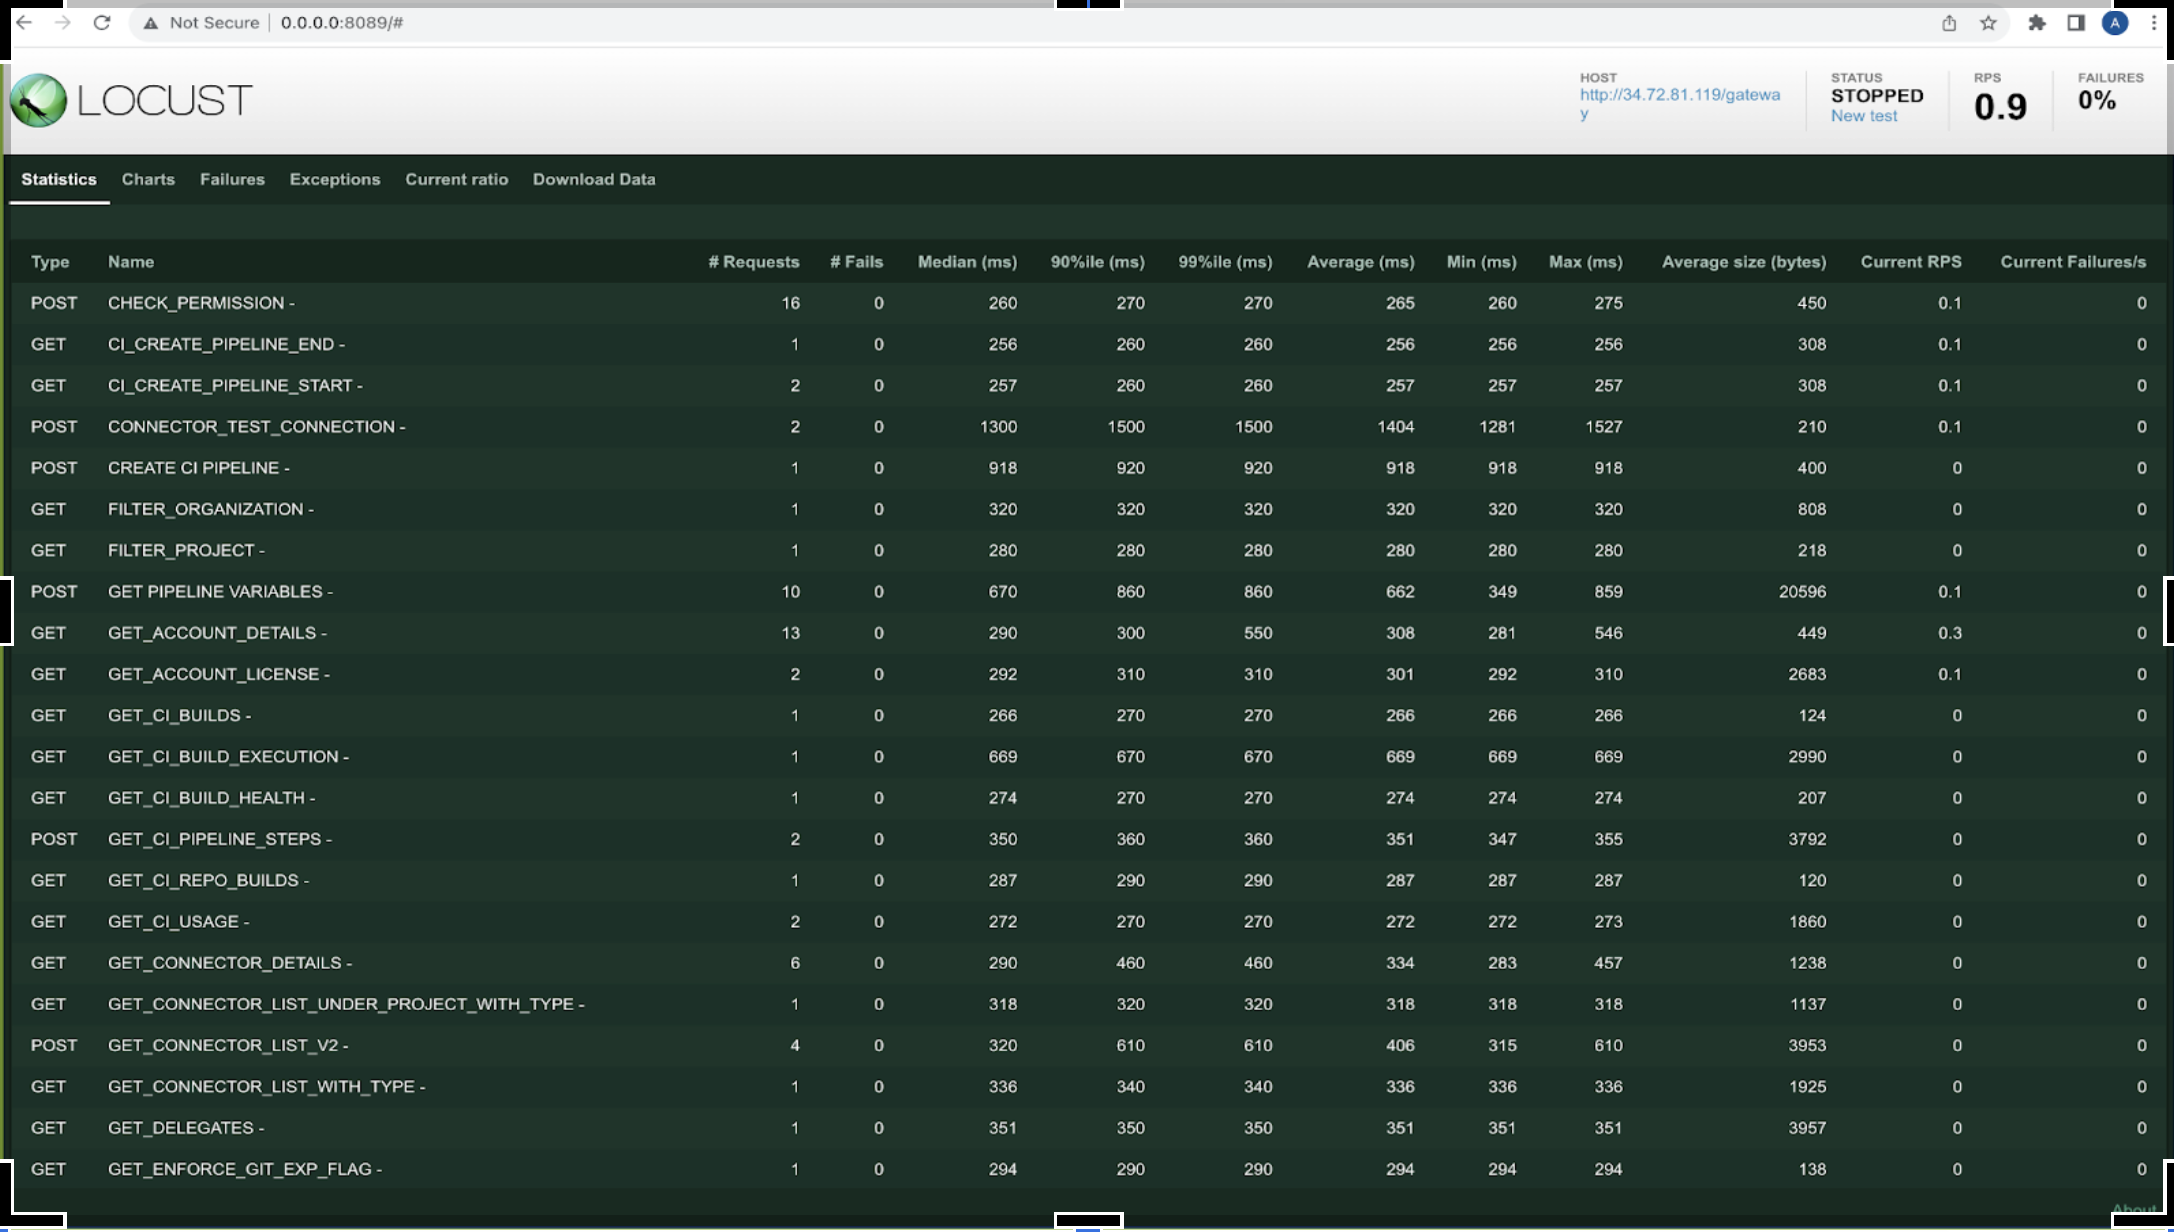 Not Secure | 0.0.0.0:8089/#
A
LOCUST
HOST
http://34.72.81.119/gatewa
y
STATUS
STOPPED
New test
RPS
0.9
FAILURES
0%
Statistics Charts Failures Exceptions Current ratio Download Data
Type Name # Requests # Fails Median (ms) 90%ile (ms) 99%ile (ms) Average (ms) Min (ms) Max (ms) Average size (bytes) Current RPS Current Failures/s
POST CHECK_PERMISSION - 16 0 260 270 270 265 260 275 450 0.1 0
GET CI_CREATE_PIPELINE_END - 1 0 256 260 260 256 256 256 308 0.1 0
GET CI_CREATE_PIPELINE_START - 2 0 257 260 260 257 257 257 308 0.1 0
POST CONNECTOR_TEST_CONNECTION - 2 0 1300 1500 1500 1404 1281 1527 210 0.1 0
POST CREATE CI PIPELINE - 1 0 918 920 920 918 918 918 400 0 0
GET FILTER_ORGANIZATION - 1 0 320 320 320 320 320 320 808 0 0
GET FILTER_PROJECT - 1 0 280 280 280 280 280 280 218 0 0
POST GET PIPELINE VARIABLES - 10 0 670 860 860 662 349 859 20596 0.1 0
GET GET_ACCOUNT_DETAILS - 13 0 290 300 550 308 281 546 449 0.3 0
GET GET_ACCOUNT_LICENSE - 2 0 292 310 310 301 292 310 2683 0.1 0
GET GET_CI_BUILDS - 1 0 266 270 270 266 266 266 124 0 0
GET GET_CI_BUILD_EXECUTION - 1 0 669 670 670 669 669 669 2990 0 0
GET GET_CI_BUILD_HEALTH - 1 0 274 270 270 274 274 274 207 0 0
POST GET_CI_PIPELINE_STEPS - 2 0 350 360 360 351 347 355 3792 0 0
GET GET_CI_REPO_BUILDS - 1 0 287 290 290 287 287 287 120 0 0
GET GET_CI_USAGE - 2 0 272 270 270 272 272 273 1860 0 0
GET GET_CONNECTOR_DETAILS - 6 0 290 460 460 334 283 457 1238 0 0
GET GET_CONNECTOR_LIST_UNDER_PROJECT_WITH_TYPE - 1 0 318 320 320 318 318 318 1137 0 0
POST GET_CONNECTOR_LIST_V2 - 4 0 320 610 610 406 315 610 3953 0 0
GET GET_CONNECTOR_LIST_WITH_TYPE - 1 0 336 340 340 336 336 336 1925 0 0
GET GET_DELEGATES - 1 0 351 350 350 351 351 351 3957 0 0
GET GET_ENFORCE_GIT_EXP_FLAG - 1 0 294 290 290 294 294 294 138 0 0
About